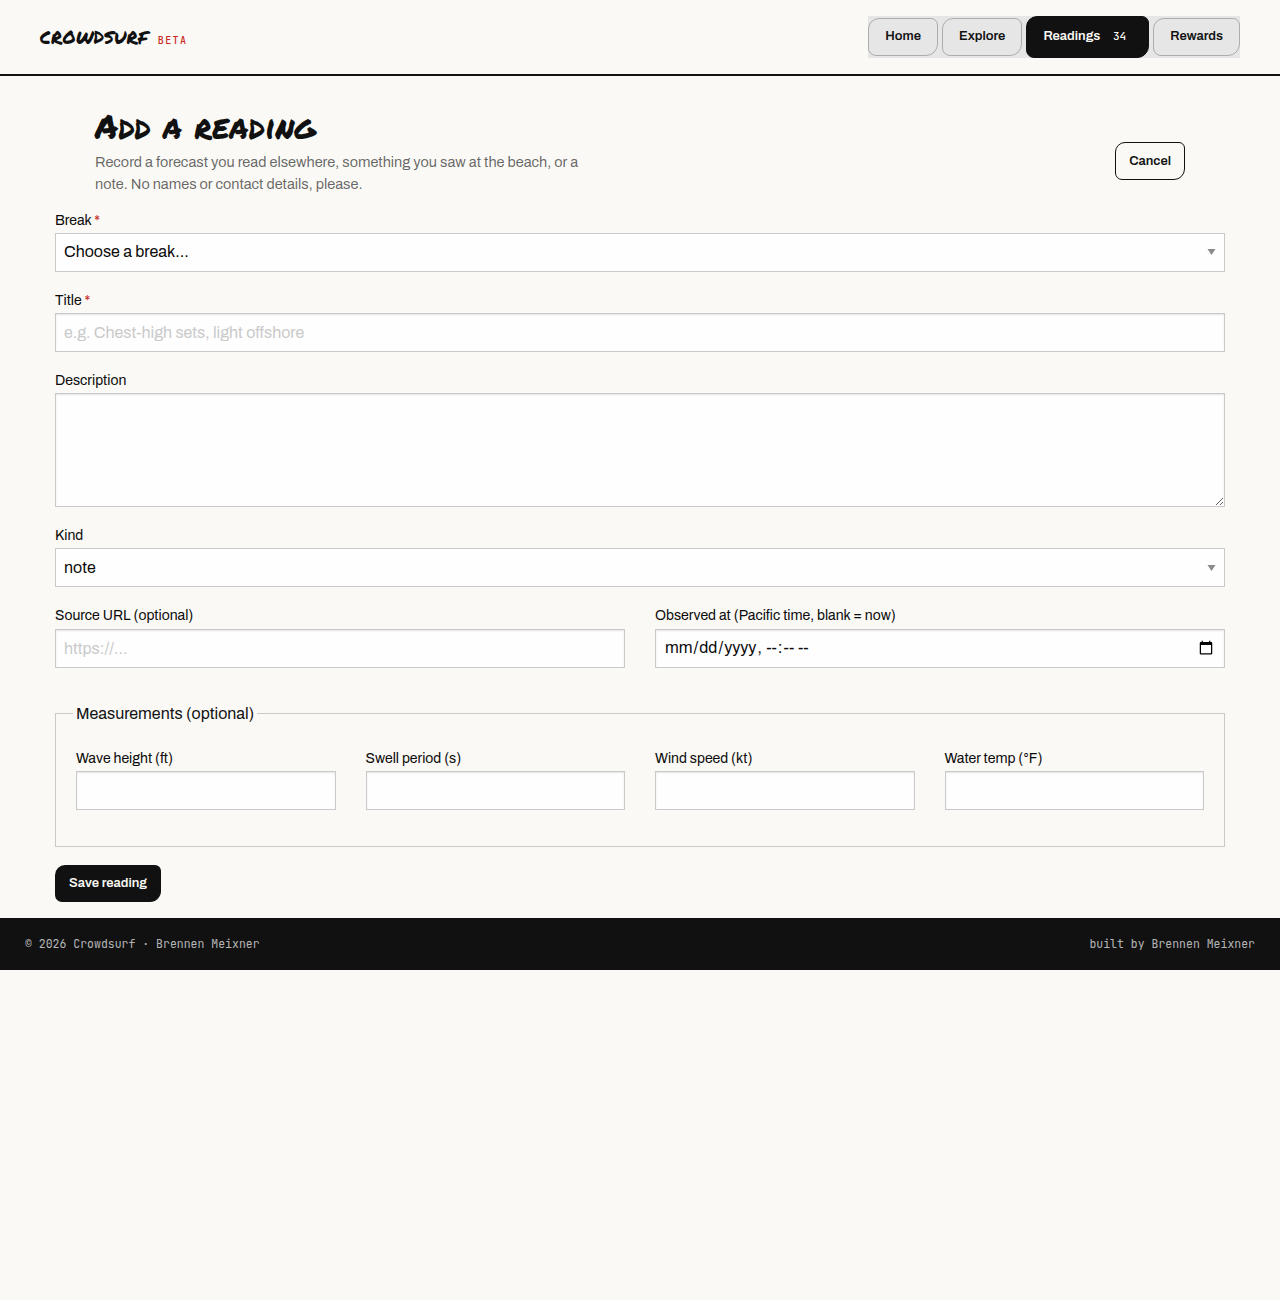 CROWDSURF BETA
Home
Explore
Readings 34
Rewards
Add a reading
Record a forecast you read elsewhere, something you saw at the beach, or a
note. No names or contact details, please.
Cancel
Break *
Choose a break...
Title *
e.g. Chest-high sets, light offshore
Description
Kind
note
Source URL (optional)
Observed at (Pacific time, blank = now)
https://...
mm/dd/yyyy, --:-- --
Measurements (optional)
Wave height (ft)
Swell period (s)
Wind speed (kt)
Water temp (°F)
Save reading
© 2026 Crowdsurf · Brennen Meixner
built by Brennen Meixner